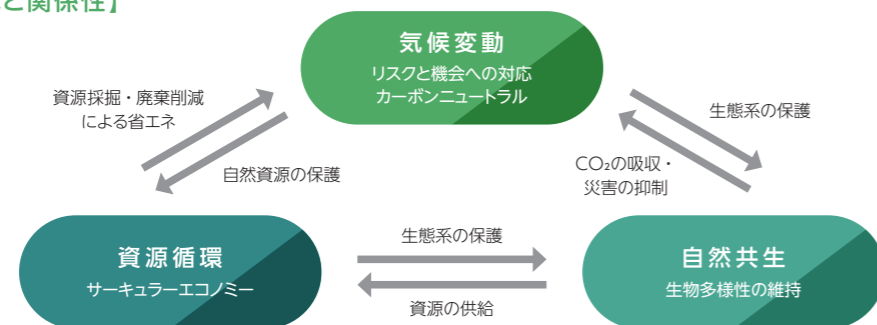 と関係性】
気候変動
リスクと機会への対応
カーボンニュートラル
資源採掘・廃棄削減
による省エネ
自然資源の保護
生態系の保護
CO₂の吸収・
災害の抑制
資源循環
サーキュラーエコノミー
生態系の保護
資源の供給
自然共生
生物多様性の維持